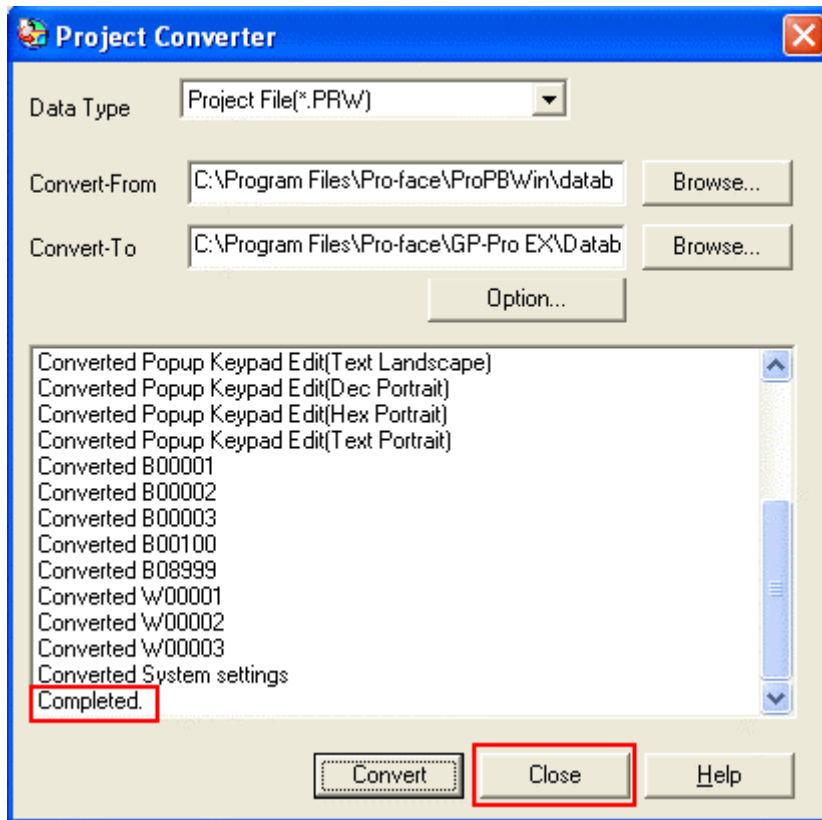 Project Converter
Data Type
Project File(*.PRW)
Convert-From
C:\Program Files\Pro-face\ProPBWin\datab
Browse...
Convert-To
C:\Program Files\Pro-face\GP-Pro EX\Datab
Browse...
Option...
Converted Popup Keypad Edit(Text Landscape)
Converted Popup Keypad Edit(Dec Portrait)
Converted Popup Keypad Edit(Hex Portrait)
Converted Popup Keypad Edit(Text Portrait)
Converted B00001
Converted B00002
Converted B00003
Converted B00100
Converted B08999
Converted W00001
Converted W00002
Converted W00003
Converted System settings
Completed.
Convert
Close
Help